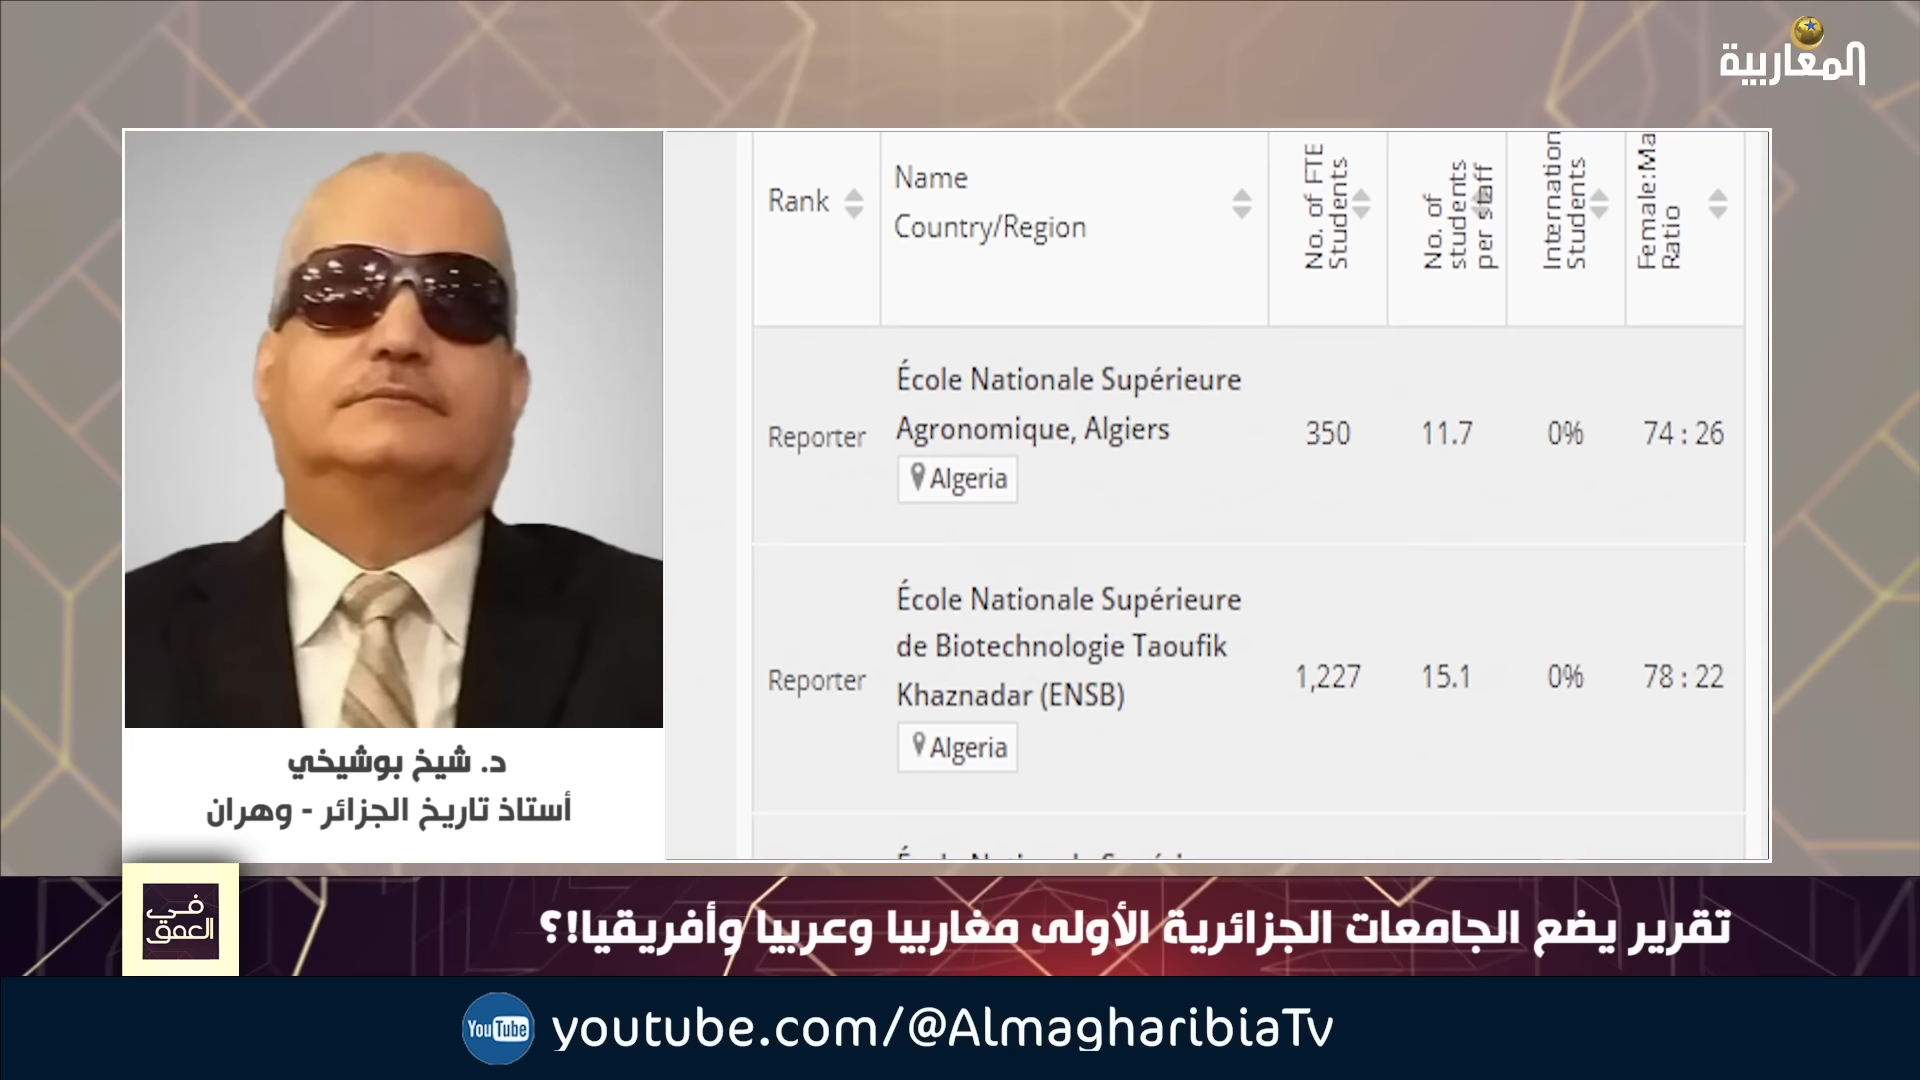 المغاربية
Rank
Name
Country/Region
No. of FTE
Students
No. of
students
per staff
Internation
Students
Female:Ma
Ratio
Reporter
École Nationale Supérieure
Agronomique, Algiers
Algeria
350
11.7
0%
74 : 26
Reporter
École Nationale Supérieure
de Biotechnologie Taoufik
Khaznadar (ENSB)
Algeria
1,227
15.1
0%
78 : 22
د. شيخ بوشيخي
أستاذ تاريخ الجزائر - وهران
في
العمق
تقرير يضع الجامعات الجزائرية الأولى مغاربيا وعربيا وأفريقيا!؟
YouTube
youtube.com/@AlmagharibiaTv